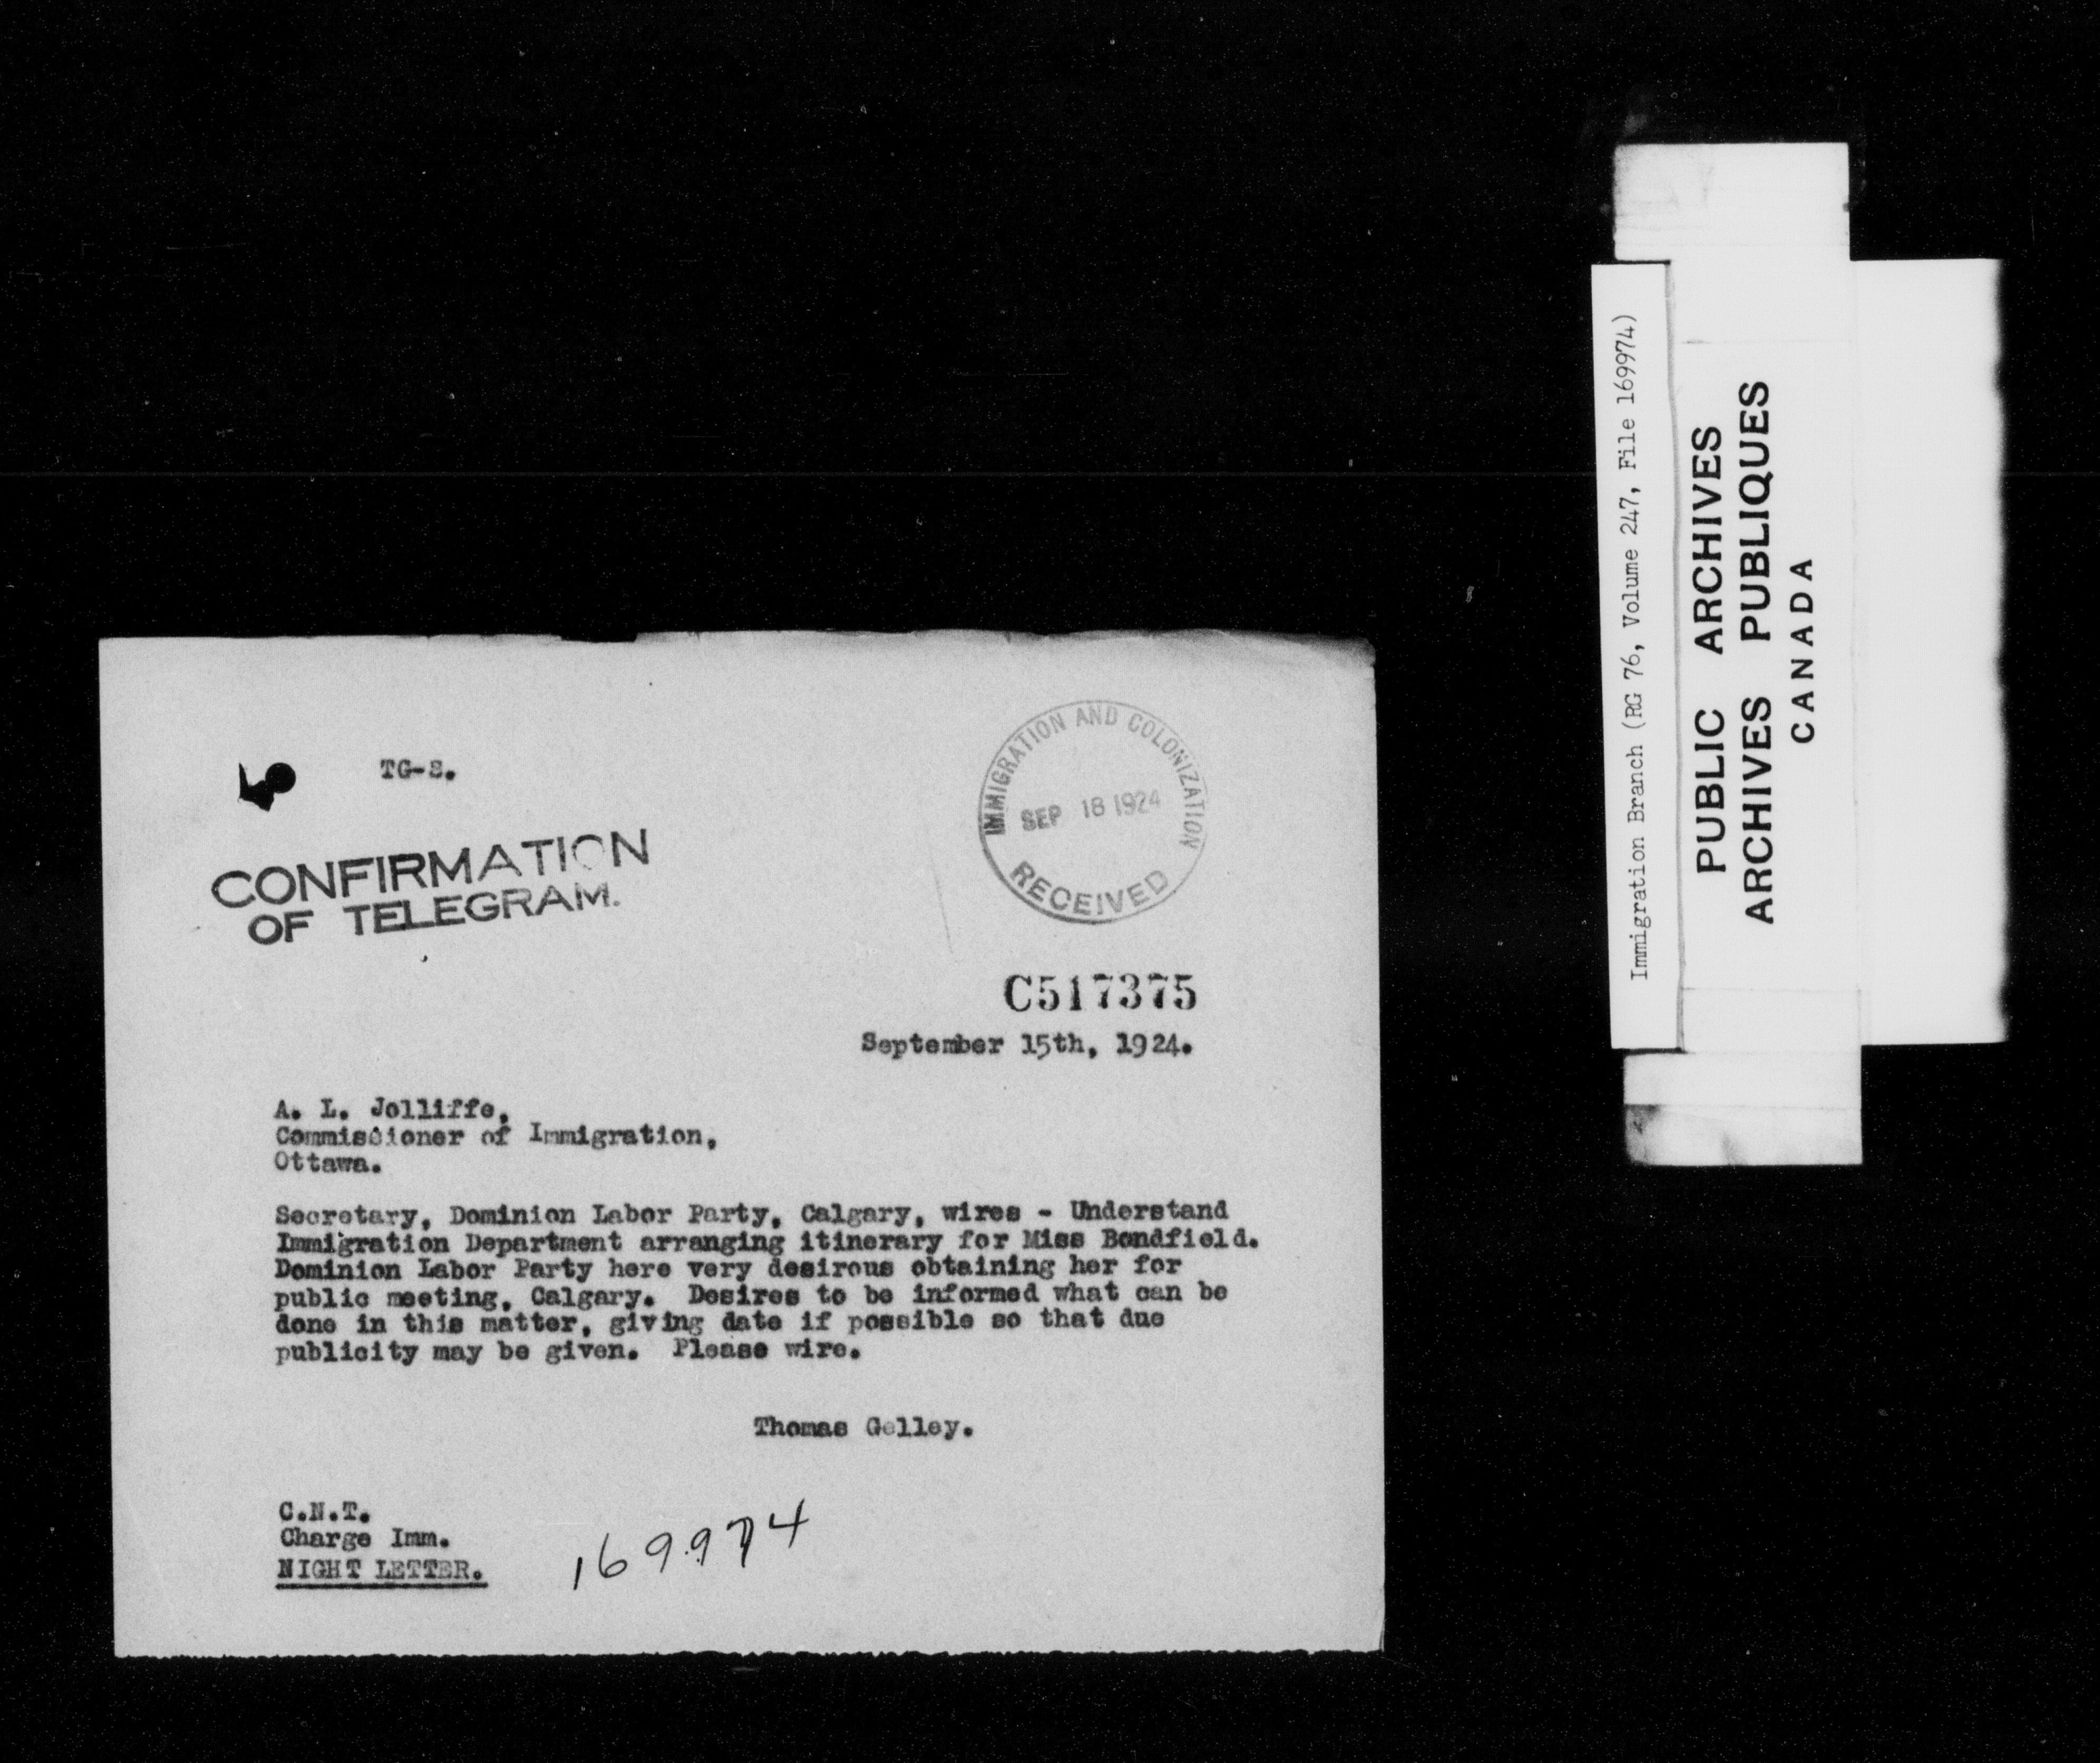 TG-S.
CONFIRMATION
OF TELEGRAM.
IMMIGRATION AND COLONIZATION
SEP 18 1924
RECEIVED
C517375
September 15th, 1924.
A. L. Jolliffe,
Commissioner of Immigration,
Ottawa.
Secretary, Dominion Labor Party, Calgary, wires - Understand
Immigration Department arranging itinerary for Miss Bondfield.
Dominion Labor Party here very desirous obtaining her for
public meeting, Calgary. Desires to be informed what can be
done in this matter, giving date if possible so that due
publicity may be given. Please wire.
Thomas Gelley.
C.N.T.
Charge Imm.
NIGHT LETTER.
169974
Immigration Branch (RG 76, Volume 247, File 169974)
PUBLIC ARCHIVES
ARCHIVES PUBLIQUES
CANADA